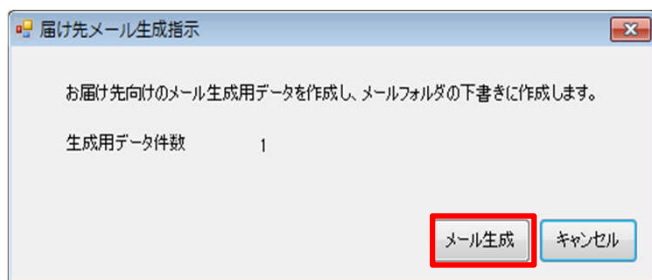 届け先メール生成指示
お届け先向けのメール生成用データを作成し、メールフォルダの下書きに作成します。
生成用データ件数 1
メール生成 キャンセル